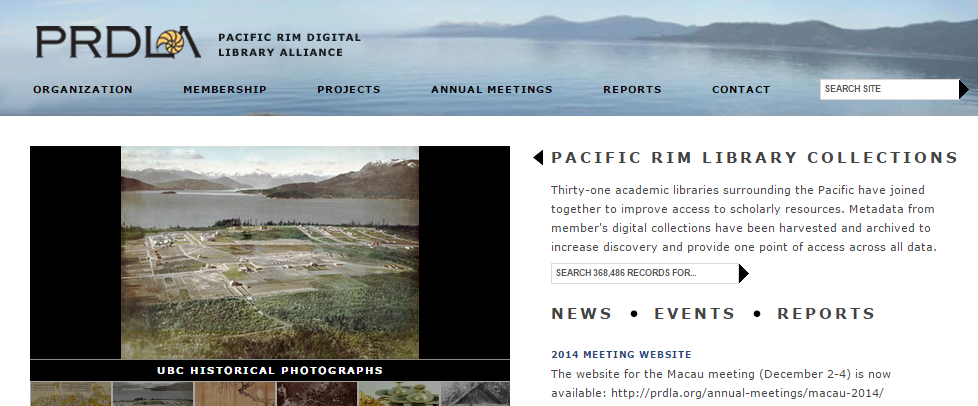 PRDLA
PACIFIC RIM DIGITAL
LIBRARY ALLIANCE
ORGANIZATION MEMBERSHIP PROJECTS ANNUAL MEETINGS REPORTS CONTACT
SEARCH SITE
UBC HISTORICAL PHOTOGRAPHS
PACIFIC RIM LIBRARY COLLECTIONS
Thirty-one academic libraries surrounding the Pacific have joined
together to improve access to scholarly resources. Metadata from
member's digital collections have been harvested and archived to
increase discovery and provide one point of access across all data.
SEARCH 368,486 RECORDS FOR...
NEWS • EVENTS • REPORTS
2014 MEETING WEBSITE
The website for the Macau meeting (December 2-4) is now
available: http://prdla.org/annual-meetings/macau-2014/